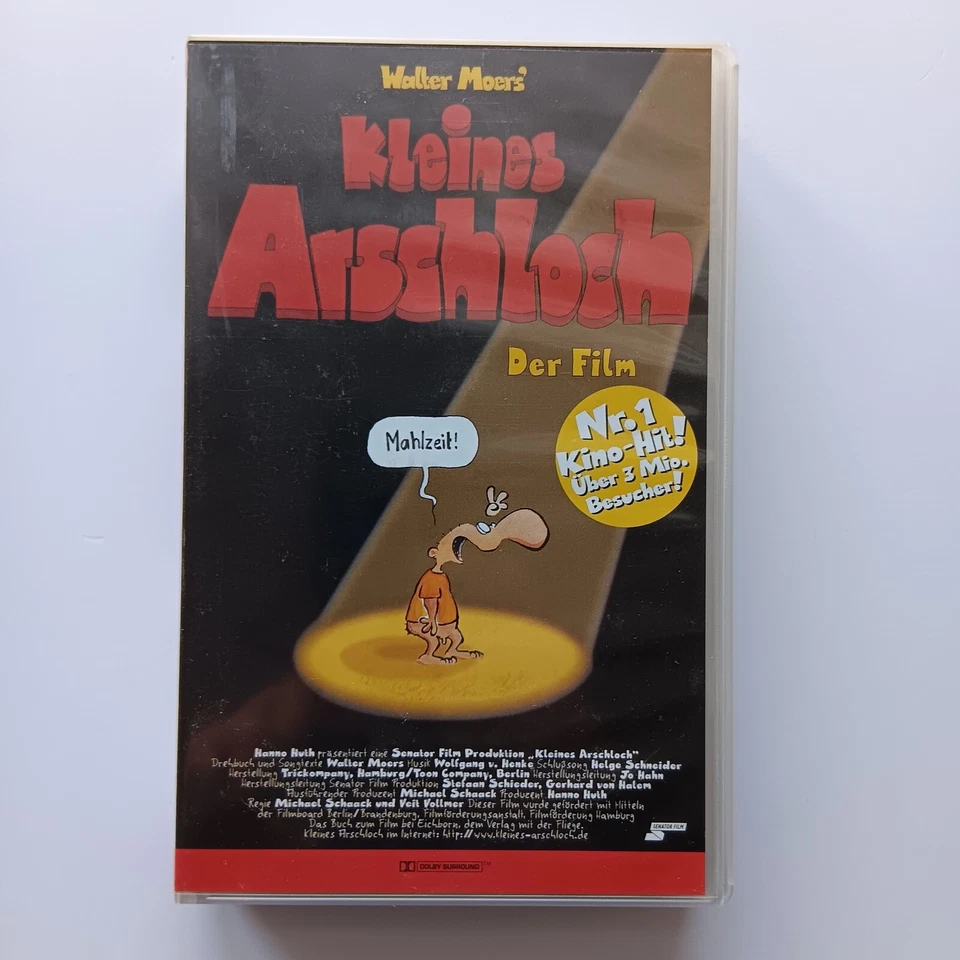 Walter Moers'
Kleines
Arschloch
Der Film
Nr. 1
Kino-Hit!
Über 3 Mio.
Besucher!
Mahlzeit!
Hanno Huth präsentiert eine Senator Film Produktion „Kleines Arschloch"
Drehbuch und Songtexte Walter Moers Musik Wolfgang v. Henko Schlußsong Helge Schneider
Herstellung Trickompany, Hamburg/Toon Company, Berlin Herstellungsleitung Jo Hahn
Herstellungsleitung Senator Film Produktion Stefaan Schieder, Gerhard von Halem
Ausführender Produzent Michael Schaack Produzent Hanno Huth
Regie Michael Schaack und Veit Vollmer Dieser Film wurde gefördert mit Mitteln
der Filmboard Berlin/Brandenburg, Filmförderungsanstalt, Filmförderung Hamburg
Das Buch zum Film bei Eichborn, dem Verlag mit der Fliege.
Kleines Arschloch im Internet: http://www.kleines-arschloch.de
SENATOR FILM
DOLBY SURROUND™